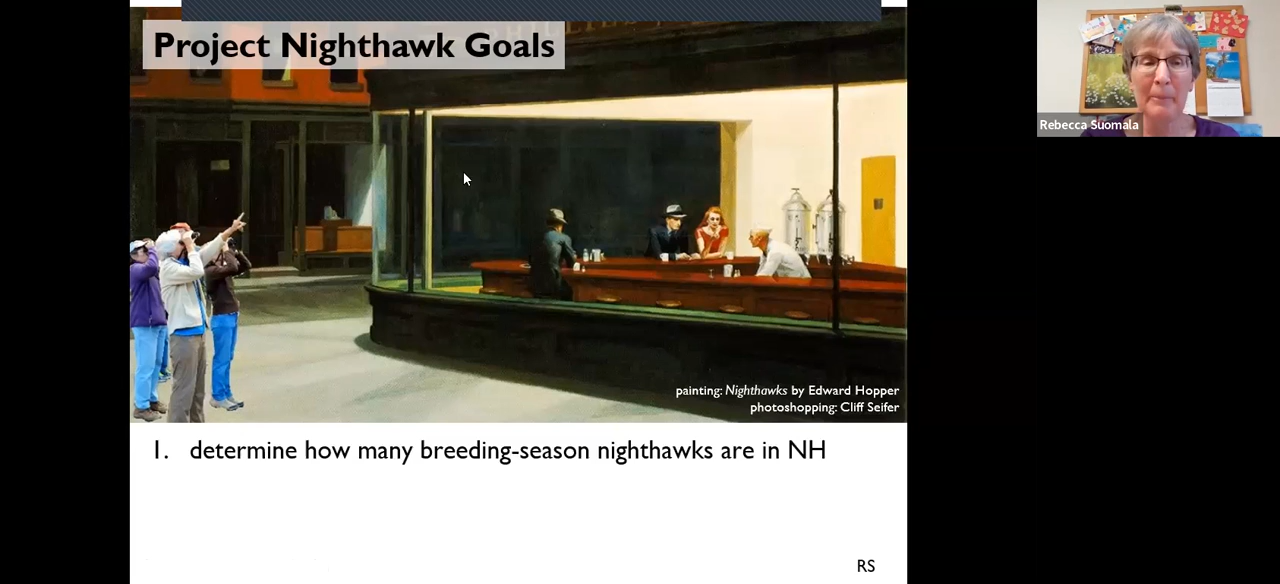 Project Nighthawk Goals
Rebecca Suomala
painting: Nighthawks by Edward Hopper
photoshopping: Cliff Seifer
1. determine how many breeding-season nighthawks are in NH
RS